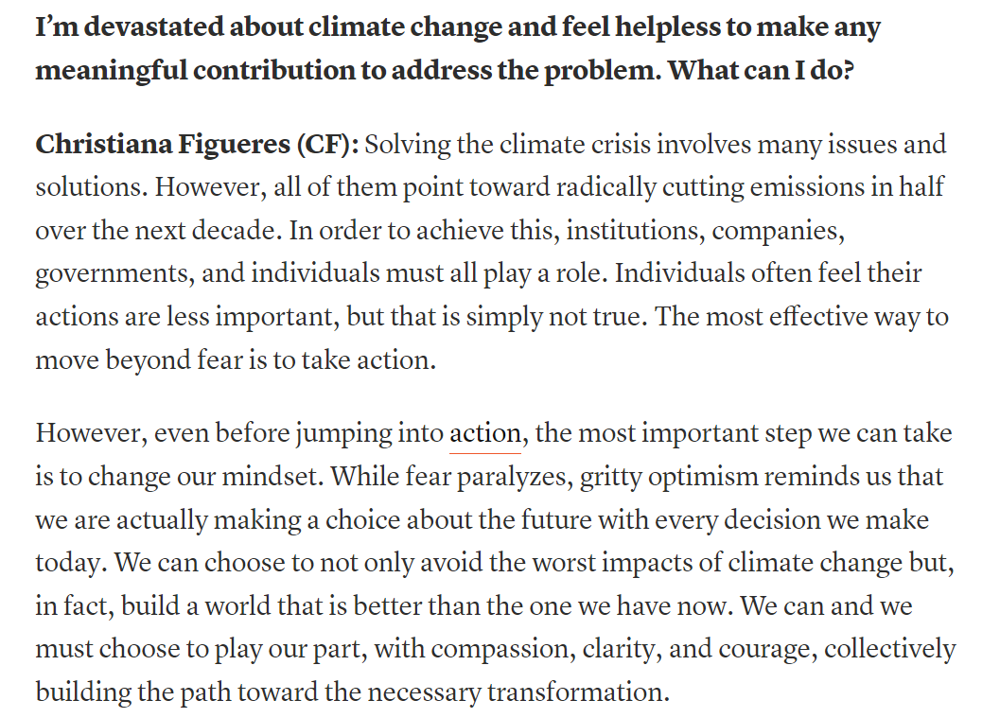 I’m devastated about climate change and feel helpless to make any
meaningful contribution to address the problem. What can I do?
Christiana Figueres (CF): Solving the climate crisis involves many issues and
solutions. However, all of them point toward radically cutting emissions in half
over the next decade. In order to achieve this, institutions, companies,
governments, and individuals must all play a role. Individuals often feel their
actions are less important, but that is simply not true. The most effective way to
move beyond fear is to take action.
However, even before jumping into action, the most important step we can take
is to change our mindset. While fear paralyzes, gritty optimism reminds us that
we are actually making a choice about the future with every decision we make
today. We can choose to not only avoid the worst impacts of climate change but,
in fact, build a world that is better than the one we have now. We can and we
must choose to play our part, with compassion, clarity, and courage, collectively
building the path toward the necessary transformation.